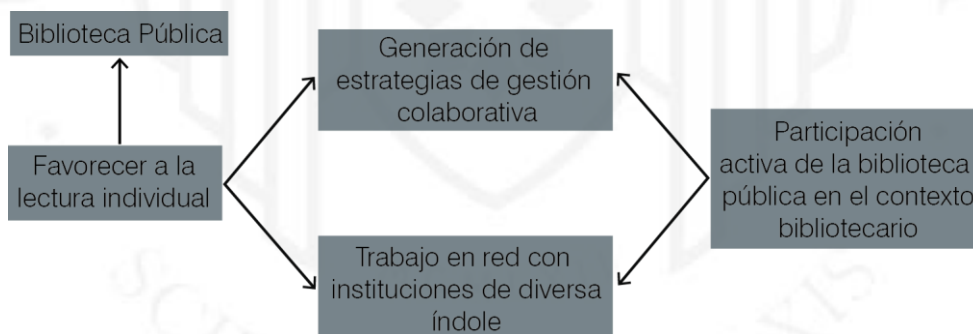 Biblioteca Pública
Favorecer a la
lectura individual
Generación de
estrategias de gestión
colaborativa
Trabajo en red con
instituciones de diversa
índole
Participación
activa de la biblioteca
pública en el contexto
bibliotecario